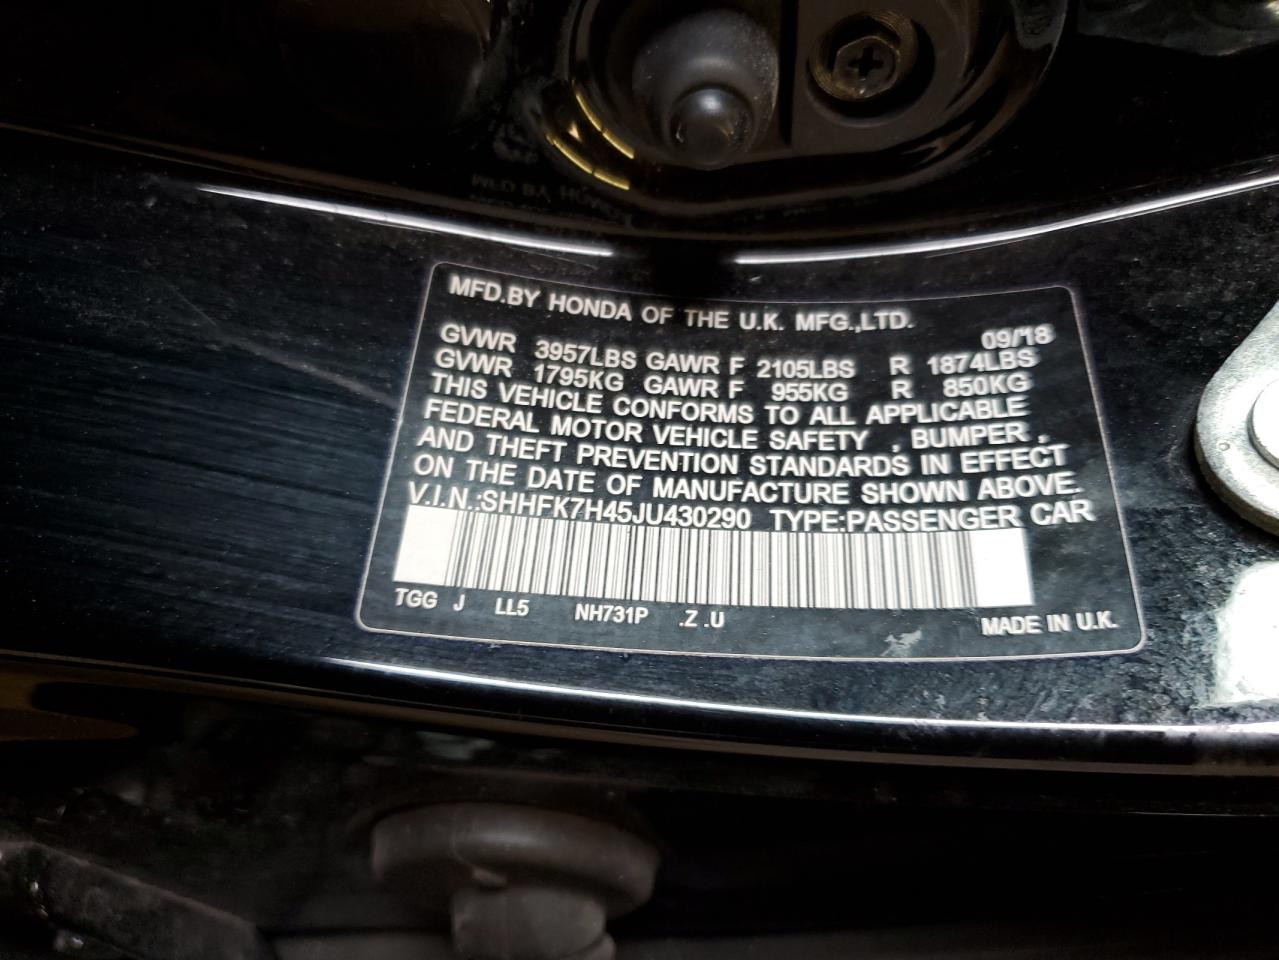 MFD.BY HONDA OF THE U.K. MFG.,LTD.
09/18
GVWR 3957LBS GAWR F 2105LBS R 1874LBS
GVWR 1795KG GAWR F 955KG R 850KG
THIS VEHICLE CONFORMS TO ALL APPLICABLE
FEDERAL MOTOR VEHICLE SAFETY , BUMPER ,
AND THEFT PREVENTION STANDARDS IN EFFECT
ON THE DATE OF MANUFACTURE SHOWN ABOVE.
V.I.N.:SHHFK7H45JU430290 TYPE:PASSENGER CAR
TGG J LL5 NH731P .Z .U
MADE IN U.K.